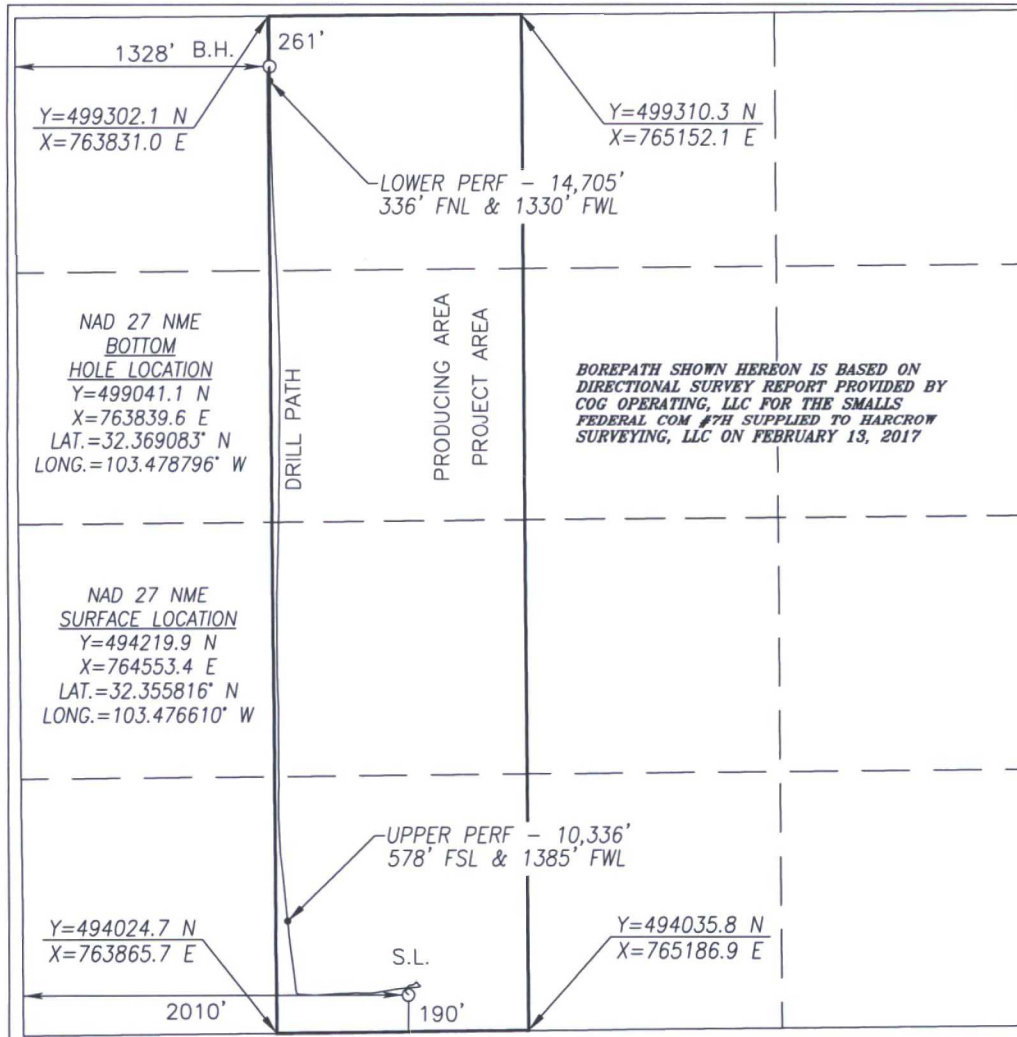 1328' B.H.
261'
Y=499302.1 N
X=763831.0 E
Y=499310.3 N
X=765152.1 E
LOWER PERF - 14,705'
336' FNL & 1330' FWL
NAD 27 NME
BOTTOM
HOLE LOCATION
Y=499041.1 N
X=763839.6 E
LAT.=32.369083° N
LONG.=103.478796° W
DRILL PATH
PRODUCING AREA
PROJECT AREA
BOREPATH SHOWN HEREON IS BASED ON
DIRECTIONAL SURVEY REPORT PROVIDED BY
COG OPERATING, LLC FOR THE SMALLS
FEDERAL COM #7H SUPPLIED TO HARCROW
SURVEYING, LLC ON FEBRUARY 13, 2017
NAD 27 NME
SURFACE LOCATION
Y=494219.9 N
X=764553.4 E
LAT.=32.355816° N
LONG.=103.476610° W
UPPER PERF - 10,336'
578' FSL & 1385' FWL
Y=494024.7 N
X=763865.7 E
Y=494035.8 N
X=765186.9 E
S.L.
2010'
190'